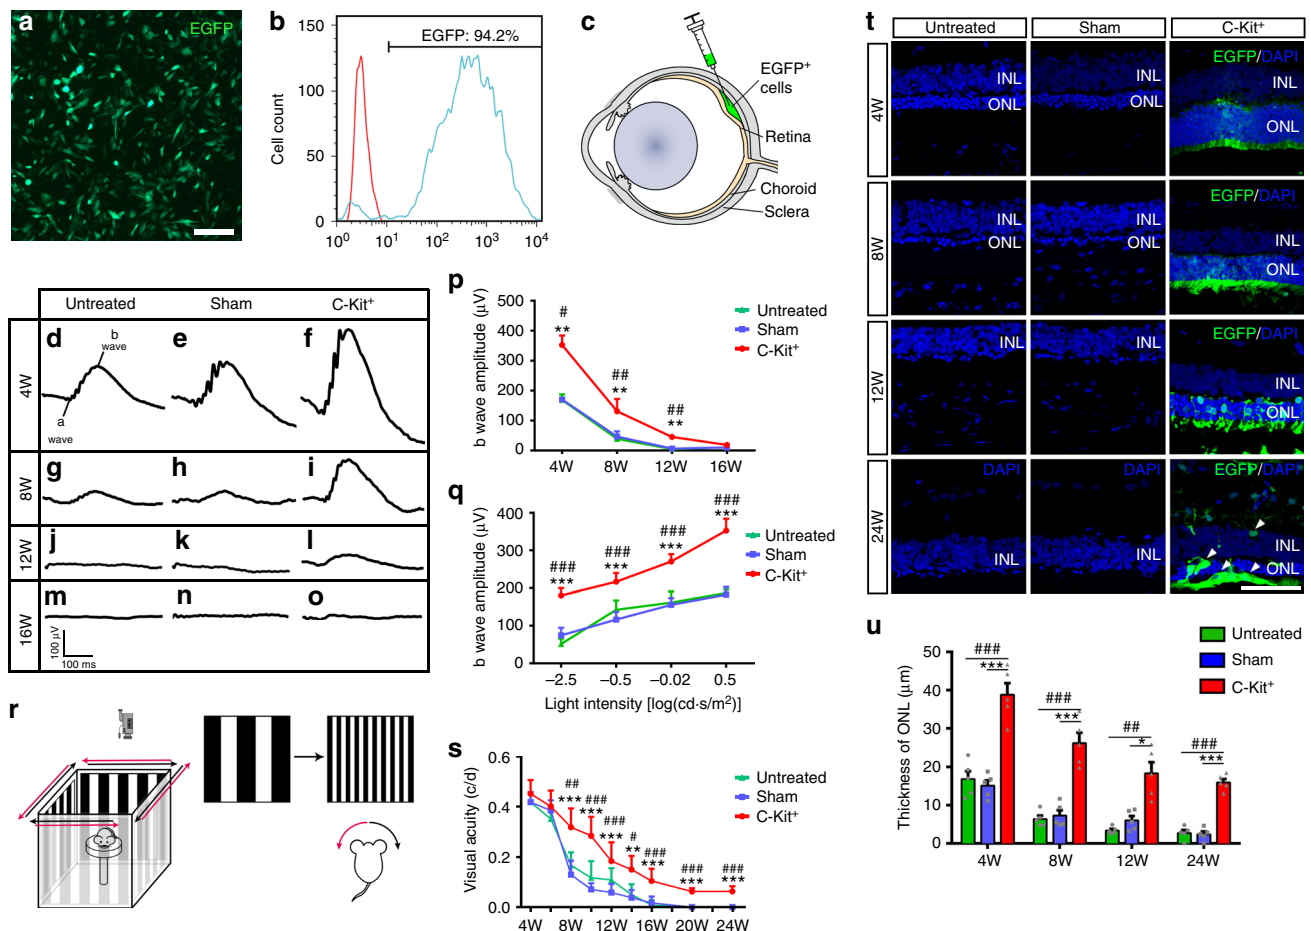 a
EGFP
b
150
100
50
0
Cell count
EGFP: 94.2%
10⁰ 10¹ 10² 10³ 10⁴
c
EGFP⁺
cells
Retina
Choroid
Sclera
Untreated Sham C-Kit⁺
4W
d e f
b
wave
a
wave
8W
g h i
12W
j k l
16W
m n o
100 µV
100 ms
p
b wave amplitude (µV)
500
400
300
200
100
0
# ## ##
** ** **
Untreated
Sham
C-Kit⁺
4W 8W 12W 16W
q
b wave amplitude (µV)
400
300
200
100
0
### ### ### ###
*** *** *** ***
Untreated
Sham
C-Kit⁺
−2.5 −0.5 −0.02 0.5
Light intensity [log(cd·s/m²)]
r
s
Visual acuity (c/d)
0.6
0.4
0.2
0.0
## ### ### # ### ### ###
*** *** *** ** *** *** ***
Untreated
Sham
C-Kit⁺
4W 8W 12W 16W 20W 24W
t
Untreated Sham C-Kit⁺
4W
INL
ONL
INL
ONL
EGFP/DAPI
INL
ONL
8W
INL
ONL
INL
ONL
EGFP/DAPI
INL
ONL
12W
INL
INL
EGFP/DAPI
INL
ONL
24W
DAPI
INL
DAPI
INL
EGFP/DAPI
INL
ONL
u
Untreated
Sham
C-Kit⁺
Thickness of ONL (µm)
50
40
30
20
10
0
### ### ## ###
*** *** * ***
4W 8W 12W 24W